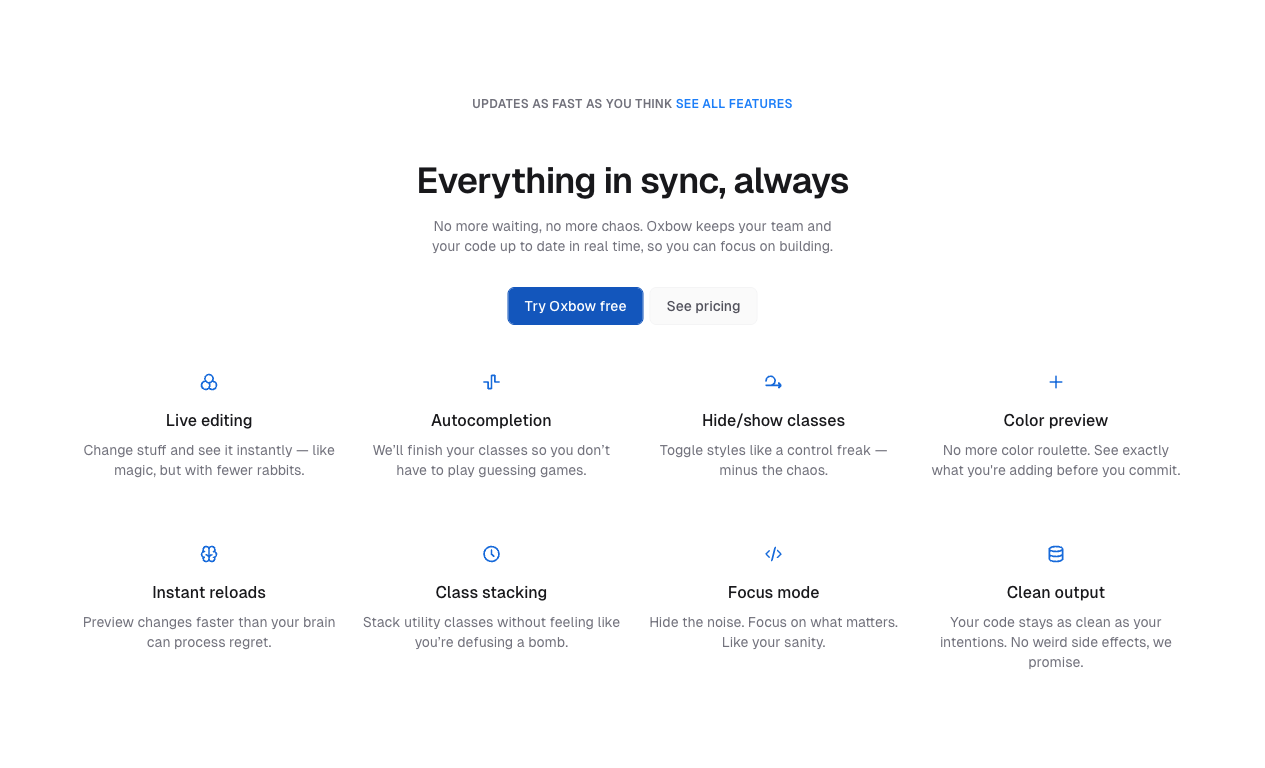 UPDATES AS FAST AS YOU THINK SEE ALL FEATURES
Everything in sync, always
No more waiting, no more chaos. Oxbow keeps your team and
your code up to date in real time, so you can focus on building.
Try Oxbow free
See pricing
Live editing
Change stuff and see it instantly — like
magic, but with fewer rabbits.
Autocompletion
We’ll finish your classes so you don’t
have to play guessing games.
Hide/show classes
Toggle styles like a control freak —
minus the chaos.
Color preview
No more color roulette. See exactly
what you're adding before you commit.
Instant reloads
Preview changes faster than your brain
can process regret.
Class stacking
Stack utility classes without feeling like
you’re defusing a bomb.
Focus mode
Hide the noise. Focus on what matters.
Like your sanity.
Clean output
Your code stays as clean as your
intentions. No weird side effects, we
promise.